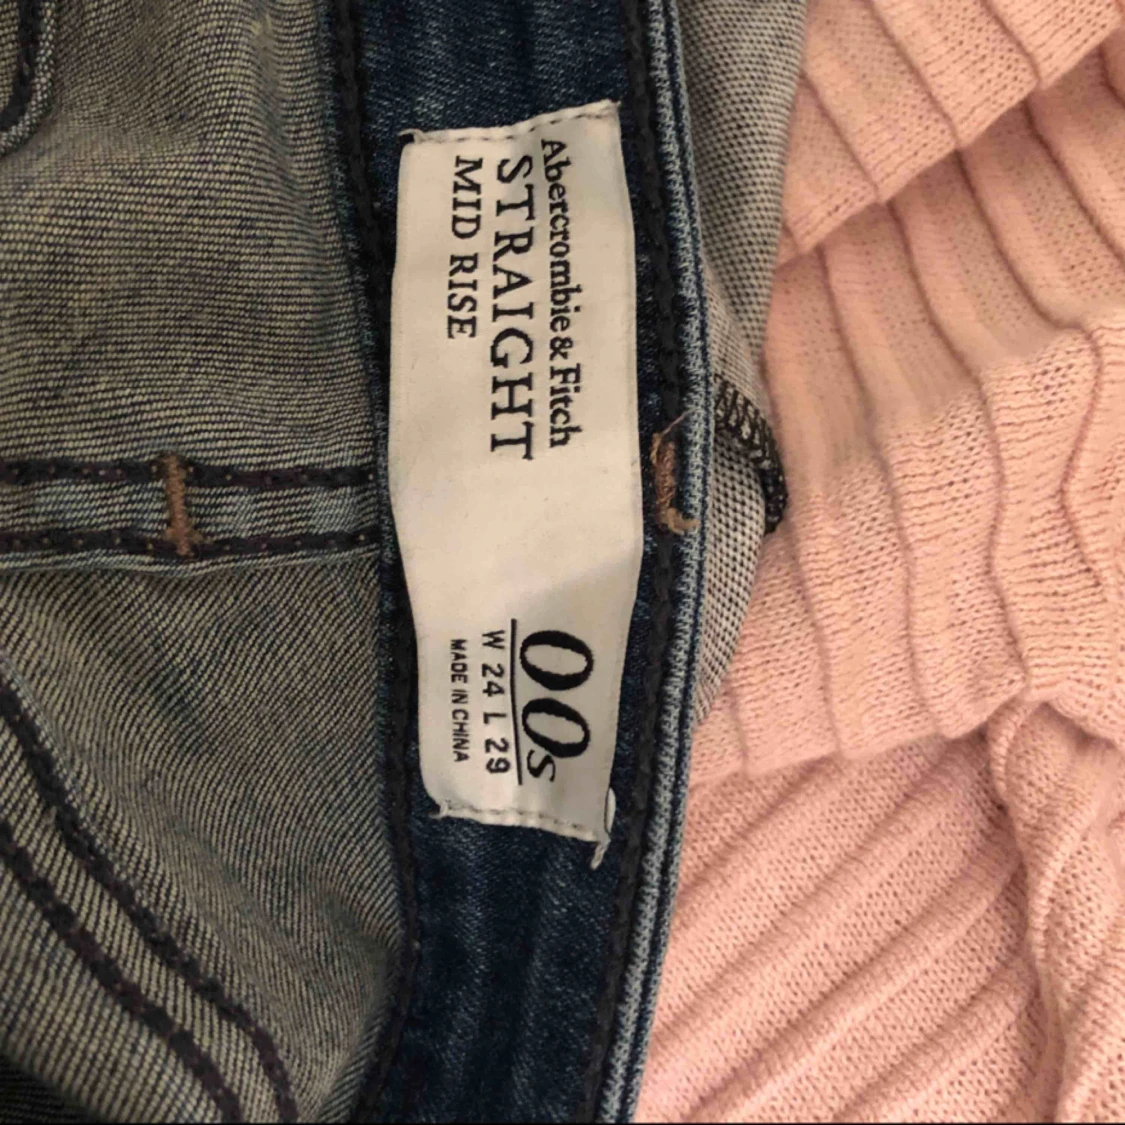 Abercrombie & Fitch
STRAIGHT
MID RISE
00s
W 24 L 29
MADE IN CHINA